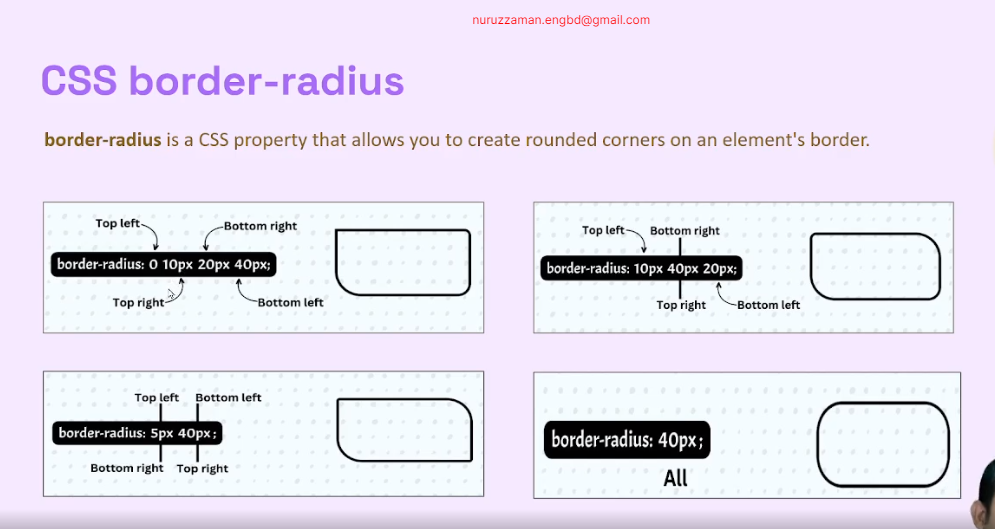 nuruzzaman.engbd@gmail.com
CSS border-radius
border-radius is a CSS property that allows you to create rounded corners on an element's border.
Top left
Bottom right
border-radius: 0 10px 20px 40px;
Top right
Bottom left
Top left
Bottom right
border-radius: 10px 40px 20px;
Top right
Bottom left
Top left
Bottom left
border-radius: 5px 40px;
Bottom right
Top right
border-radius: 40px;
All